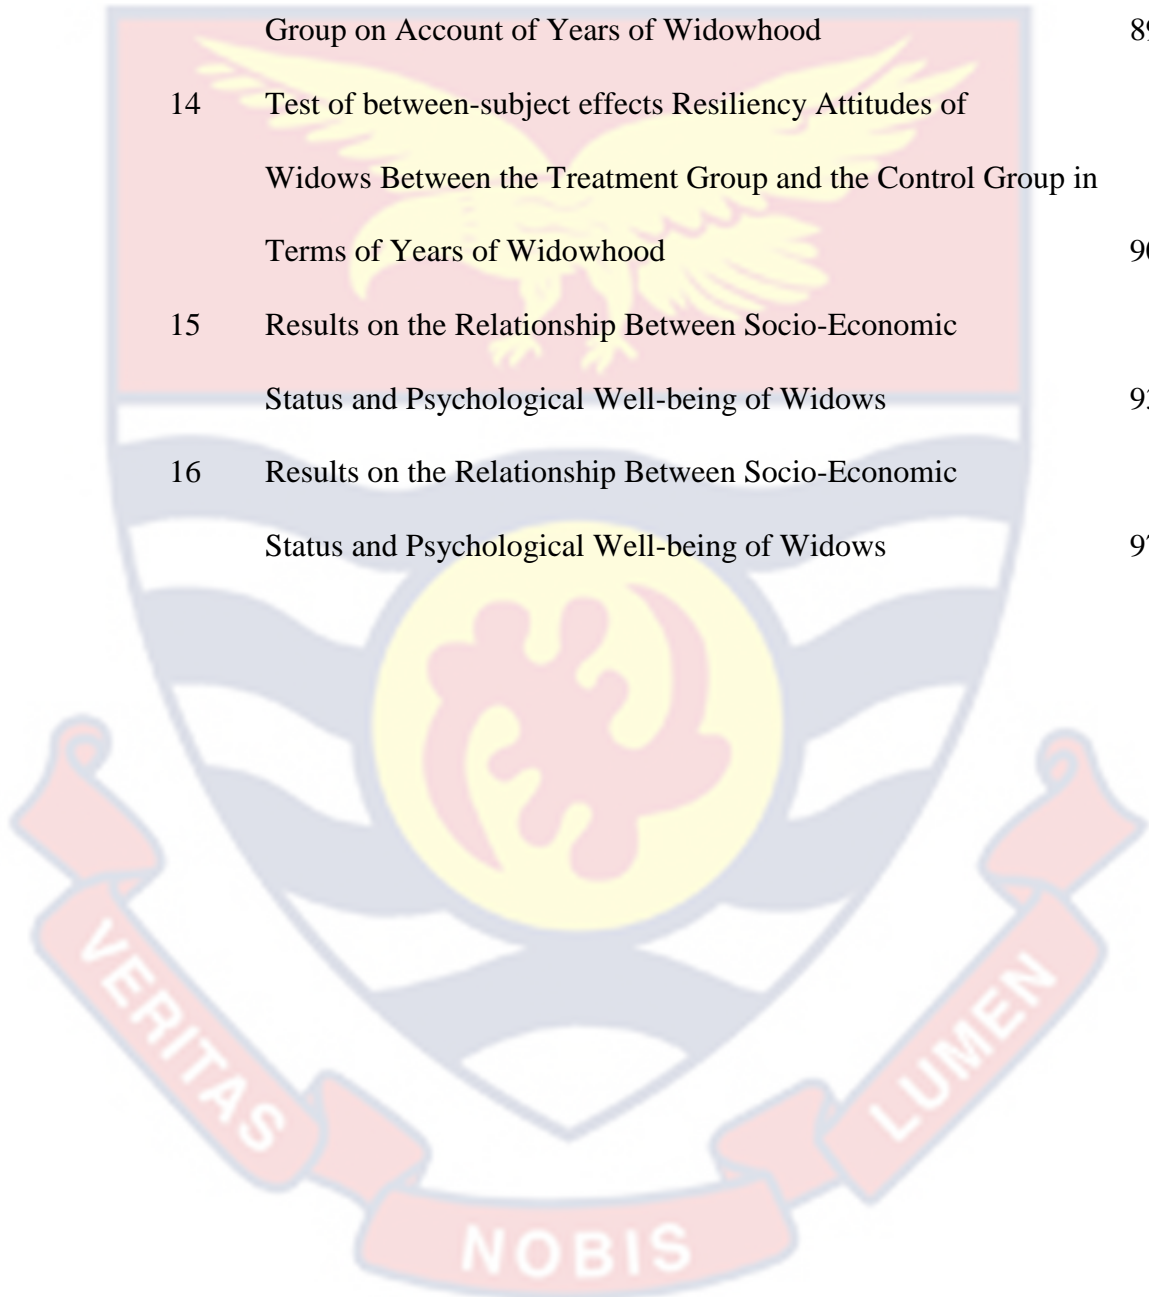 Group on Account of Years of Widowhood 89
14 Test of between-subject effects Resiliency Attitudes of
Widows Between the Treatment Group and the Control Group in
Terms of Years of Widowhood 90
15 Results on the Relationship Between Socio-Economic
Status and Psychological Well-being of Widows
16 Results on the Relationship Between Socio-Economic
Status and Psychological Well-being of Widows 97
VERITAS
NOBIS
LUMEN